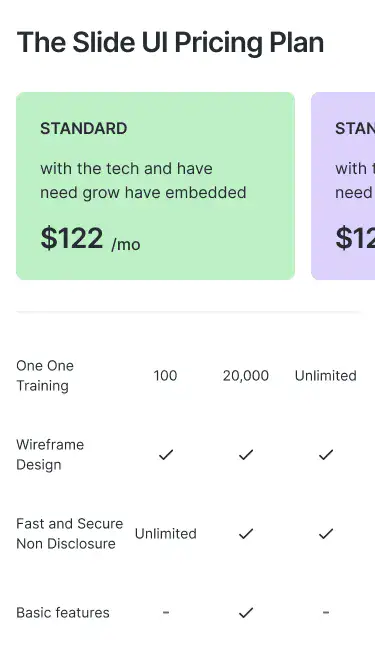 The Slide UI Pricing Plan
STANDARD
with the tech and have
need grow have embedded
$122 /mo
STAN
with t
need
$12
One One
Training
100
20,000
Unlimited
Wireframe
Design
✓
✓
✓
Fast and Secure
Non Disclosure
Unlimited
✓
✓
Basic features
-
✓
-